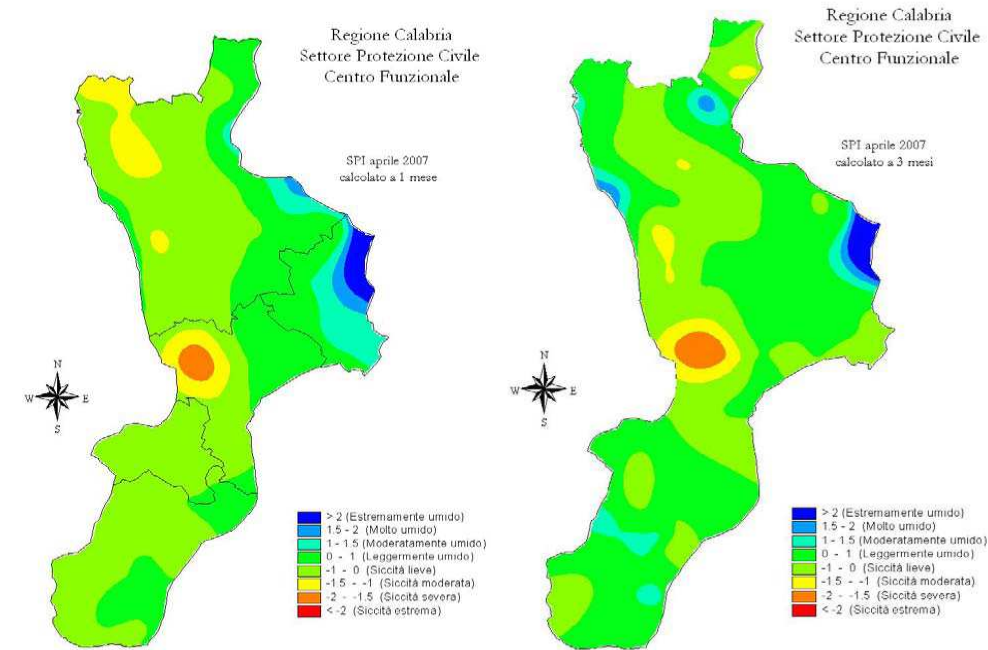 Regione Calabria
Settore Protezione Civile
Centro Funzionale
SPI aprile 2007
calcolato a 1 mese
N
W E
S
> 2 (Estremamente umido)
1.5 - 2 (Molto umido)
1 - 1.5 (Moderatamente umido)
0 - 1 (Leggermente umido)
-1 - 0 (Siccità lieve)
-1.5 - -1 (Siccità moderata)
-2 - -1.5 (Siccità severa)
< -2 (Siccità estrema)
Regione Calabria
Settore Protezione Civile
Centro Funzionale
SPI aprile 2007
calcolato a 3 mesi
N
W E
S
> 2 (Estremamente umido)
1.5 - 2 (Molto umido)
1 - 1.5 (Moderatamente umido)
0 - 1 (Leggermente umido)
-1 - 0 (Siccità lieve)
-1.5 - -1 (Siccità moderata)
-2 - -1.5 (Siccità severa)
< -2 (Siccità estrema)